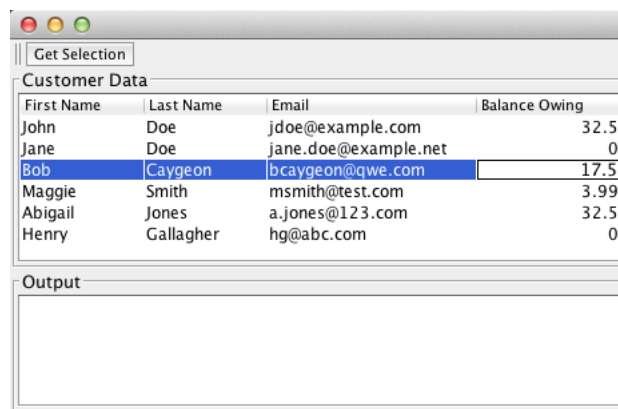 Get Selection
Customer Data
First Name Last Name Email Balance Owing
John Doe jdoe@example.com 32.5
Jane Doe jane.doe@example.net 0
Bob Caygeon bcaygeon@qwe.com 17.5
Maggie Smith msmith@test.com 3.99
Abigail Jones a.jones@123.com 32.5
Henry Gallagher hg@abc.com 0
Output